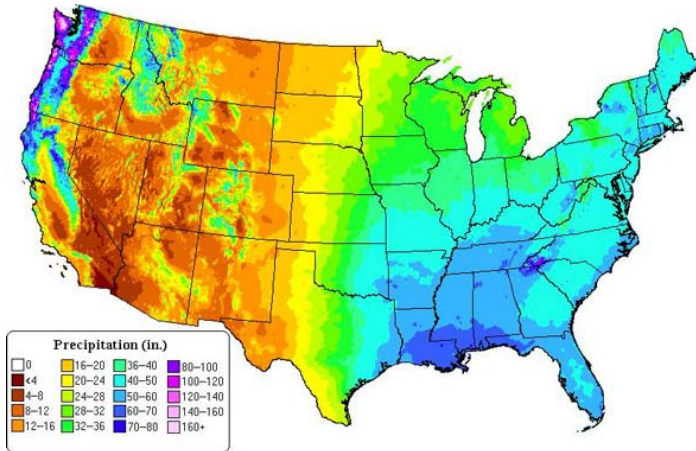 Precipitation (in.)
0 16–20 36–40 80–100
<4 20–24 40–50 100–120
4–8 24–28 50–60 120–140
8–12 28–32 60–70 140–160
12–16 32–36 70–80 160+